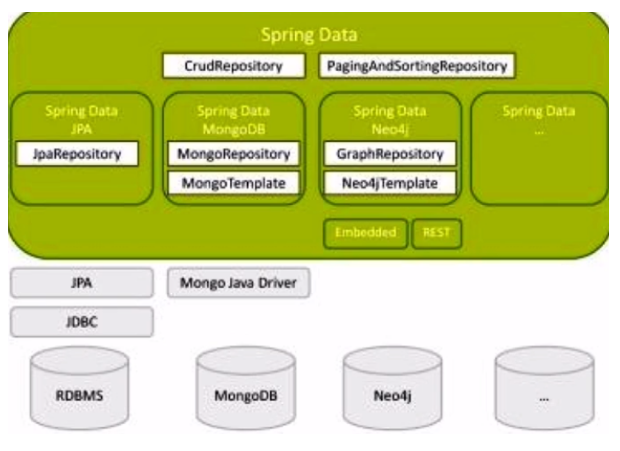 Spring Data
CrudRepository PagingAndSortingRepository
Spring Data Spring Data Spring Data Spring Data
JPA MongoDB Neo4j ...
JpaRepository MongoRepository GraphRepository
MongoTemplate Neo4jTemplate
Embedded REST
JPA Mongo Java Driver
JDBC
RDBMS MongoDB Neo4j ...